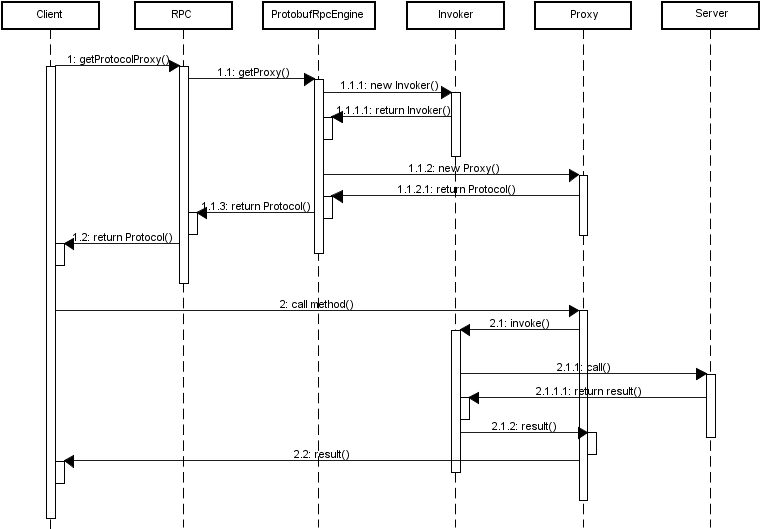 Client
RPC
ProtobufRpcEngine
Invoker
Proxy
Server
1: getProtocolProxy()
1.1: getProxy()
1.1.1: new Invoker()
1.1.1.1: return Invoker()
1.1.2: new Proxy()
1.1.2.1: return Protocol()
1.1.3: return Protocol()
1.2: return Protocol()
2: call method()
2.1: invoke()
2.1.1: call()
2.1.1.1: return result()
2.1.2: result()
2.2: result()